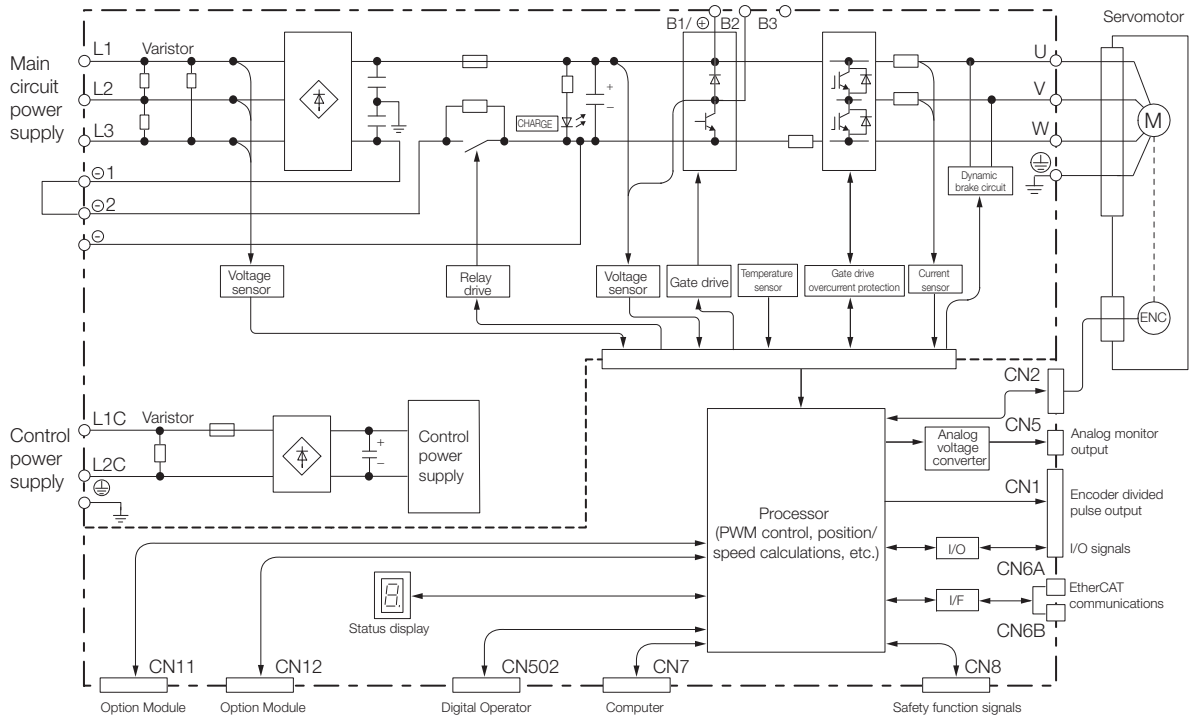 B1/ ⊕ B2 B3
Servomotor
Main
circuit
power
supply
L1
Varistor
L2
L3
⊖1
⊖2
⊖
+
−
CHARGE
U
V
W
M
Dynamic
brake circuit
Voltage
sensor
Relay
drive
Voltage
sensor
Gate drive
Temperature
sensor
Gate drive
overcurrent protection
Current
sensor
ENC
Control
power
supply
L1C
Varistor
L2C
+
−
Control
power
supply
CN2
CN5
Analog
voltage
converter
Analog monitor
output
CN1
Encoder divided
pulse output
Processor
(PWM control, position/
speed calculations, etc.)
I/O
I/O signals
CN6A
I/F
EtherCAT
communications
CN6B
8.
Status display
CN11
CN12
CN502
CN7
CN8
Option Module
Option Module
Digital Operator
Computer
Safety function signals